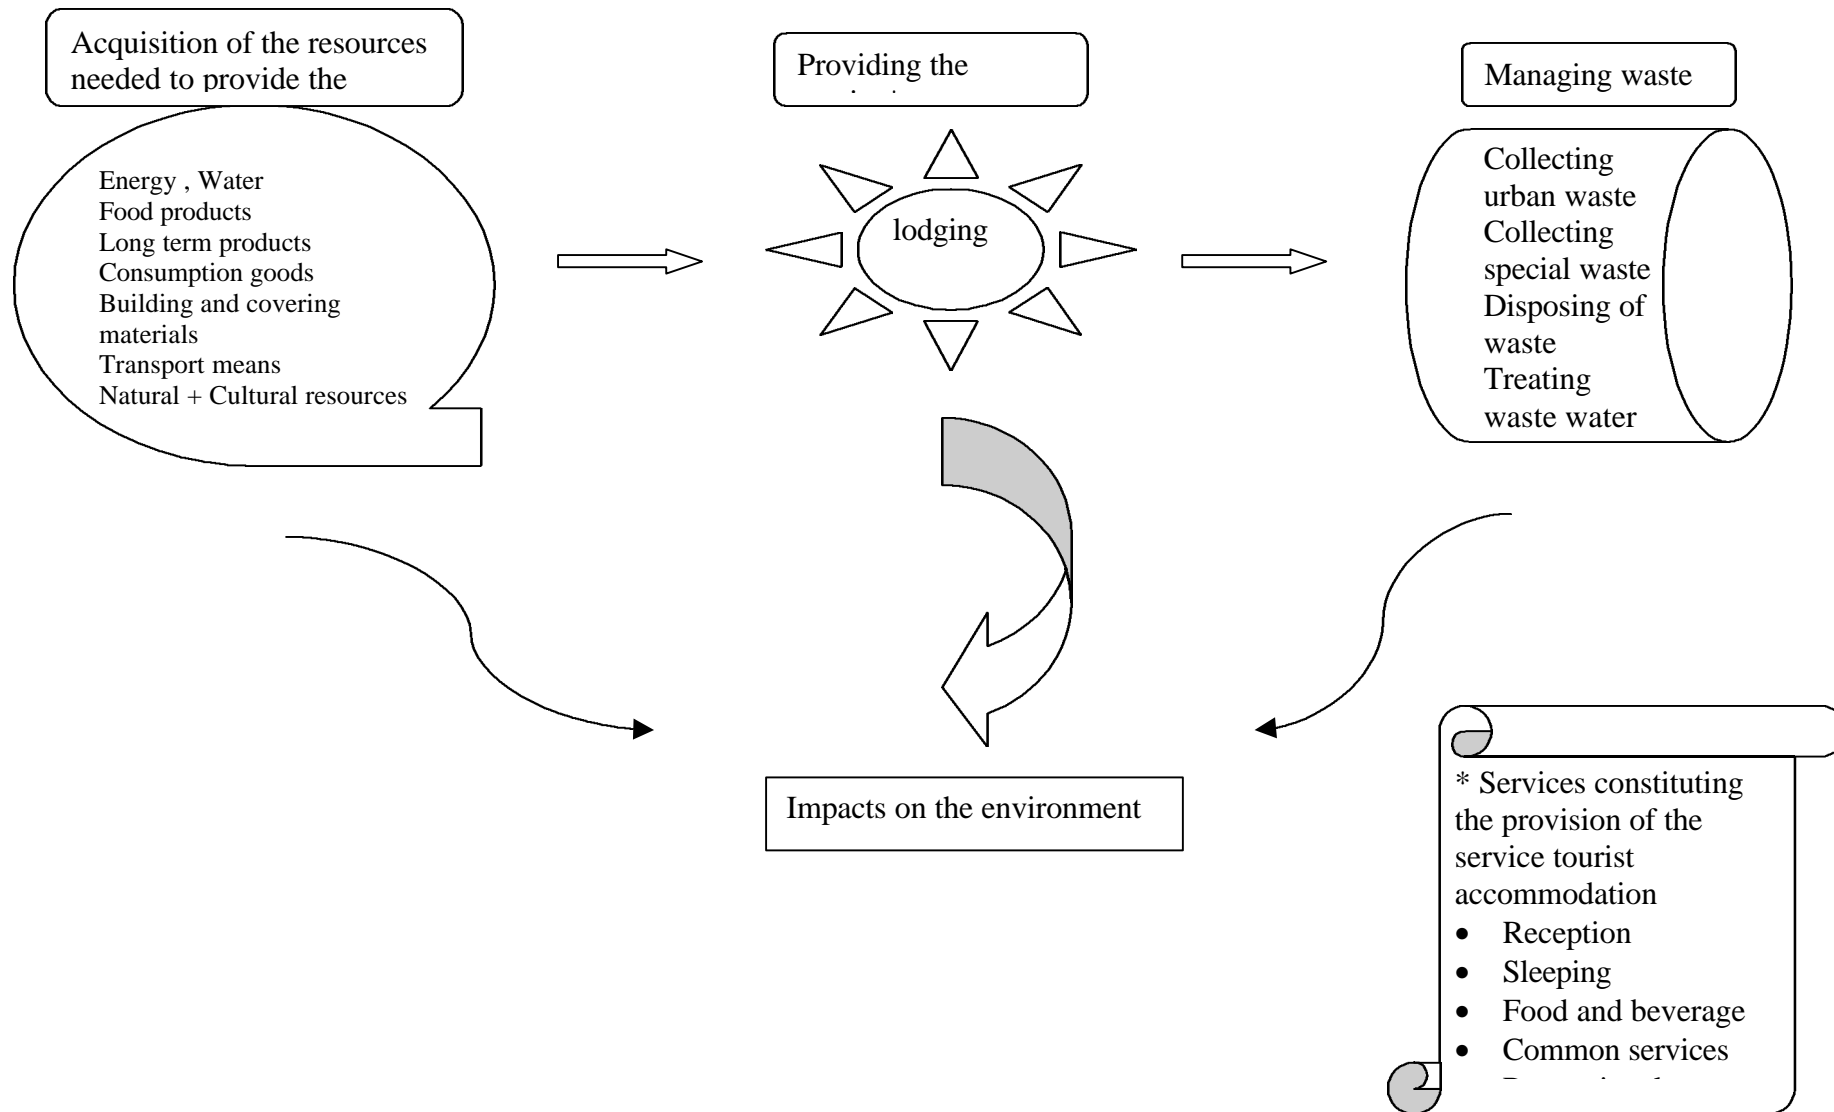 Acquisition of the resources
needed to provide the
Energy , Water
Food products
Long term products
Consumption goods
Building and covering
materials
Transport means
Natural + Cultural resources
Providing the
lodging
Managing waste
Collecting
urban waste
Collecting
special waste
Disposing of
waste
Treating
waste water
Impacts on the environment
* Services constituting
the provision of the
service tourist
accommodation
• Reception
• Sleeping
• Food and beverage
• Common services